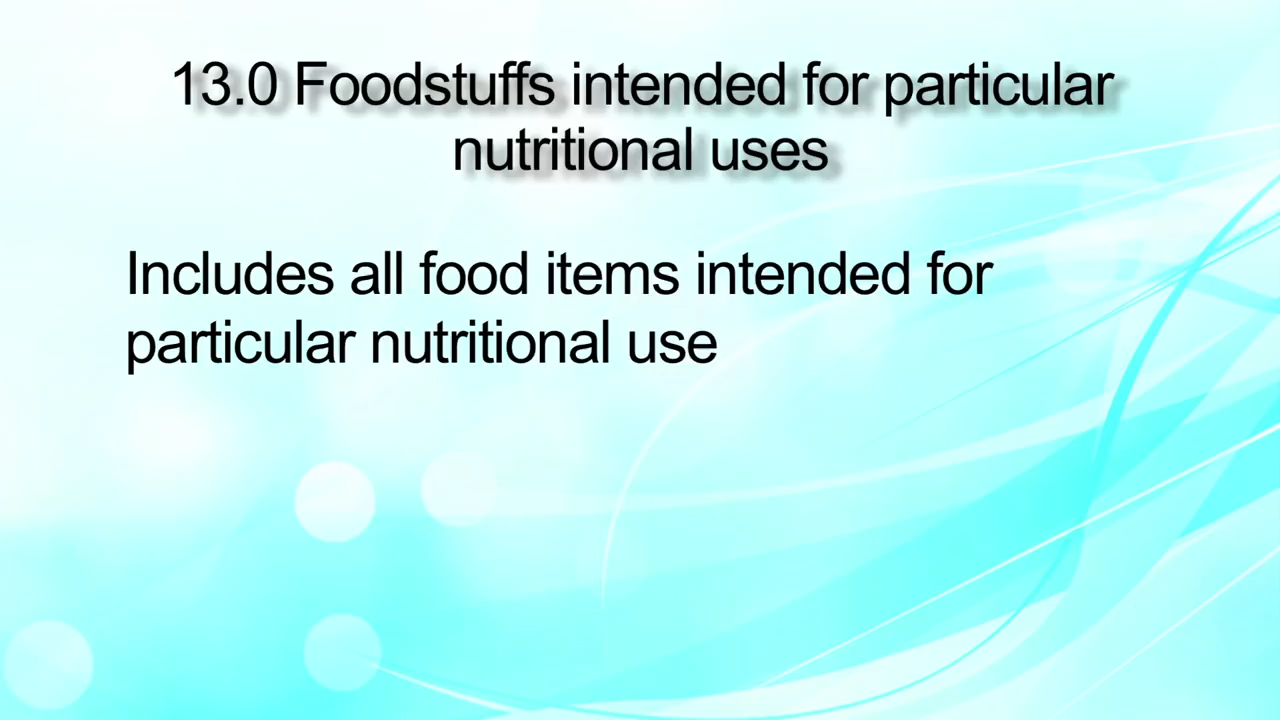 13.0 Foodstuffs intended for particular
nutritional uses
Includes all food items intended for
particular nutritional use